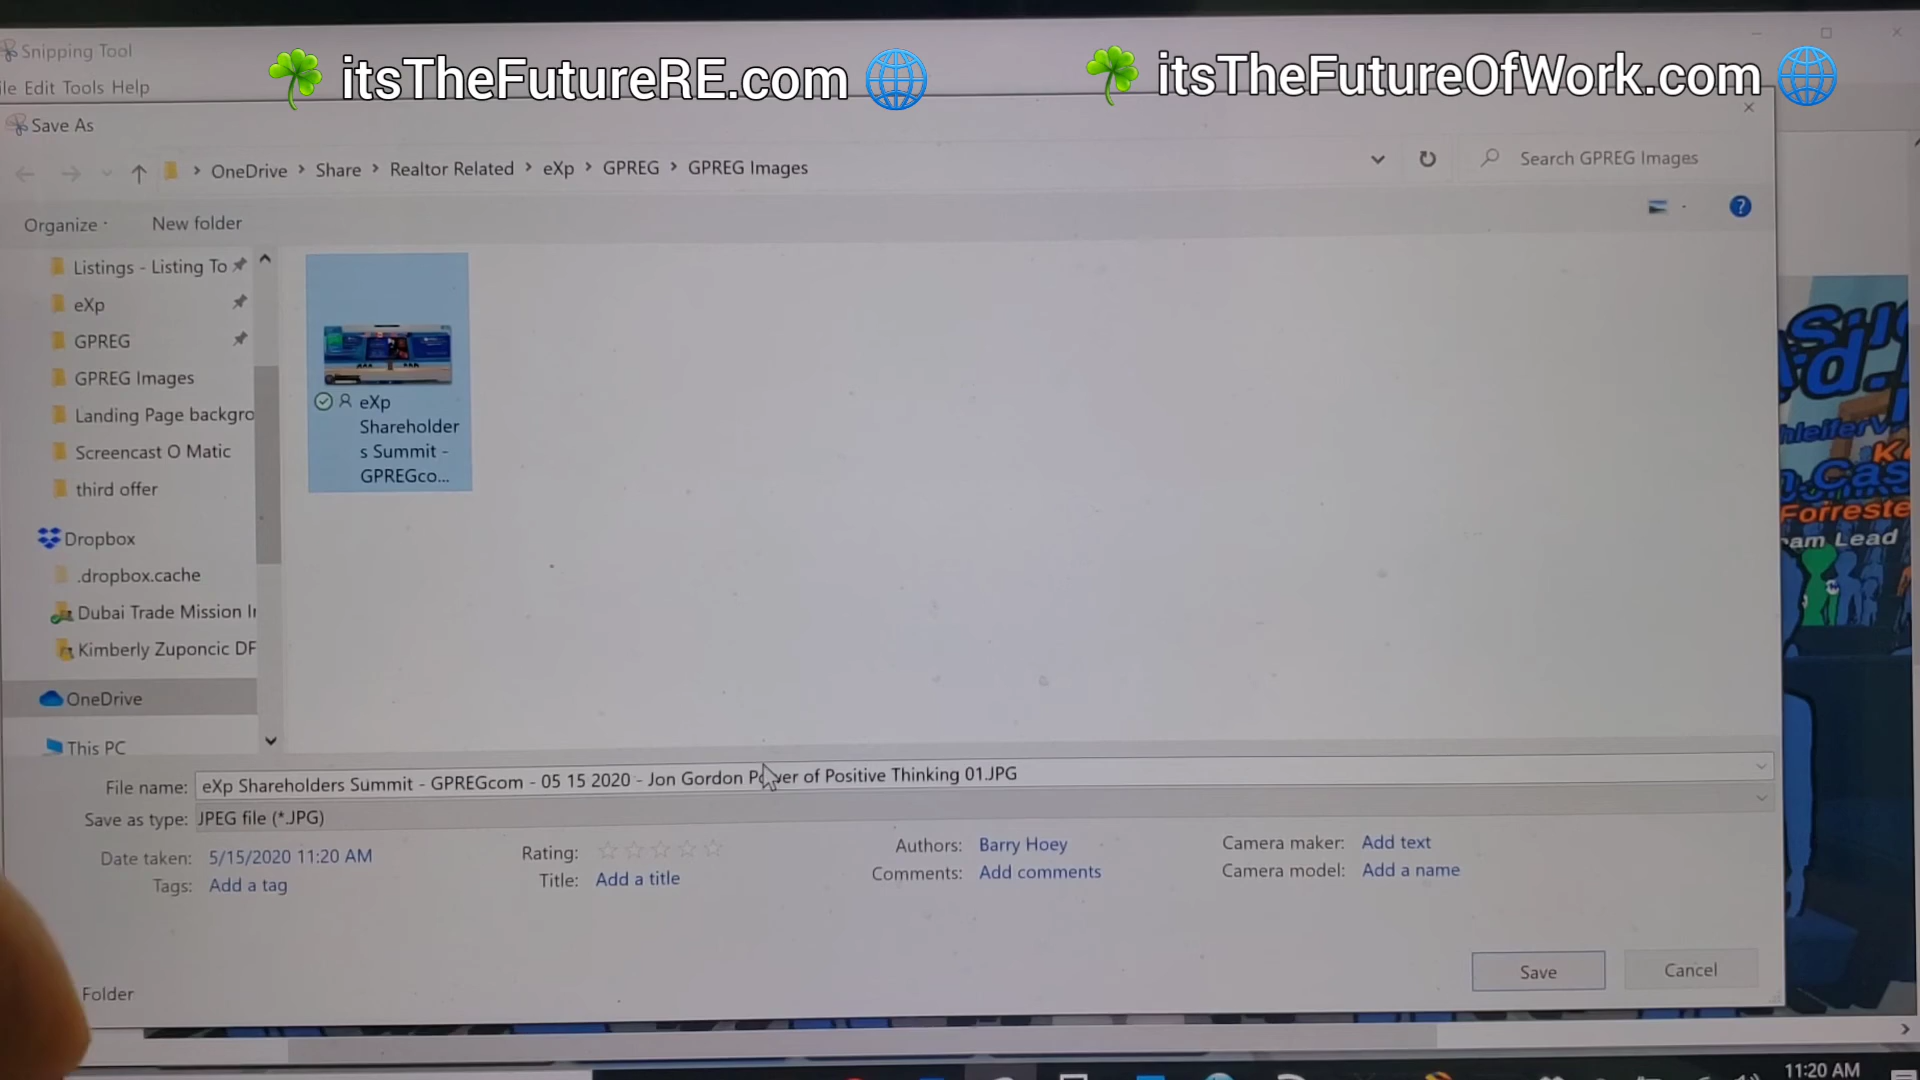 Snipping Tool
itsTheFutureRE.com
itsTheFutureOfWork.com
Edit Tools Help
Save As
OneDrive > Share > Realtor Related > eXp > GPREG > GPREG Images
Search GPREG Images
Organize
New folder
Listings - Listing To
eXp
GPREG
GPREG Images
Landing Page backgro
Screencast O Matic
third offer
Dropbox
.dropbox.cache
Dubai Trade Mission
Kimberly Zuponcic DF
OneDrive
This PC
eXp
Shareholder
s Summit -
GPREGco...
Forreste
am Lead
File name: eXp Shareholders Summit - GPREGcom - 05 15 2020 - Jon Gordon Power of Positive Thinking 01.JPG
Save as type: JPEG file (*.JPG)
Date taken: 5/15/2020 11:20 AM
Tags: Add a tag
Rating:
Title: Add a title
Authors: Barry Hoey
Comments: Add comments
Camera maker: Add text
Camera model: Add a name
Folder
Save
Cancel
11:20 AM